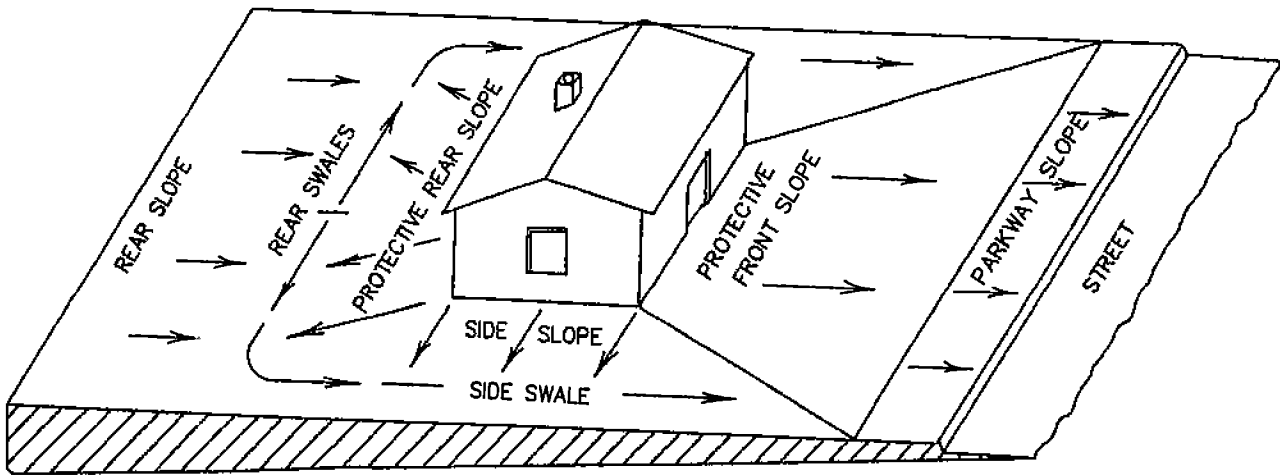 REAR SLOPE
REAR SWALES
PROTECTIVE REAR SLOPE
SIDE SLOPE
SIDE SWALE
PROTECTIVE
FRONT SLOPE
PARKWAY SLOPE
STREET